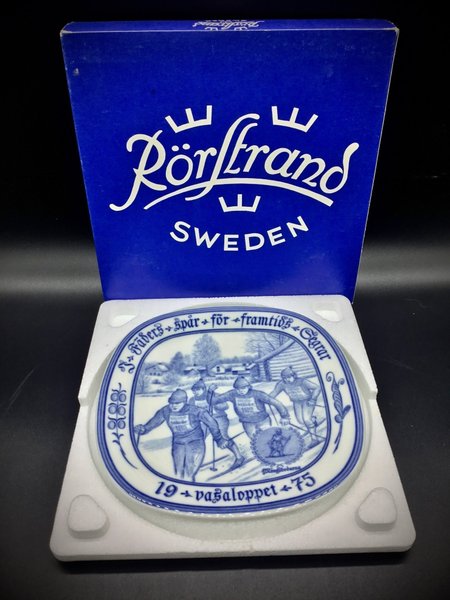 Rörstrand
SWEDEN
I Fäders spår för framtids Segrar
19 vasaloppet 75